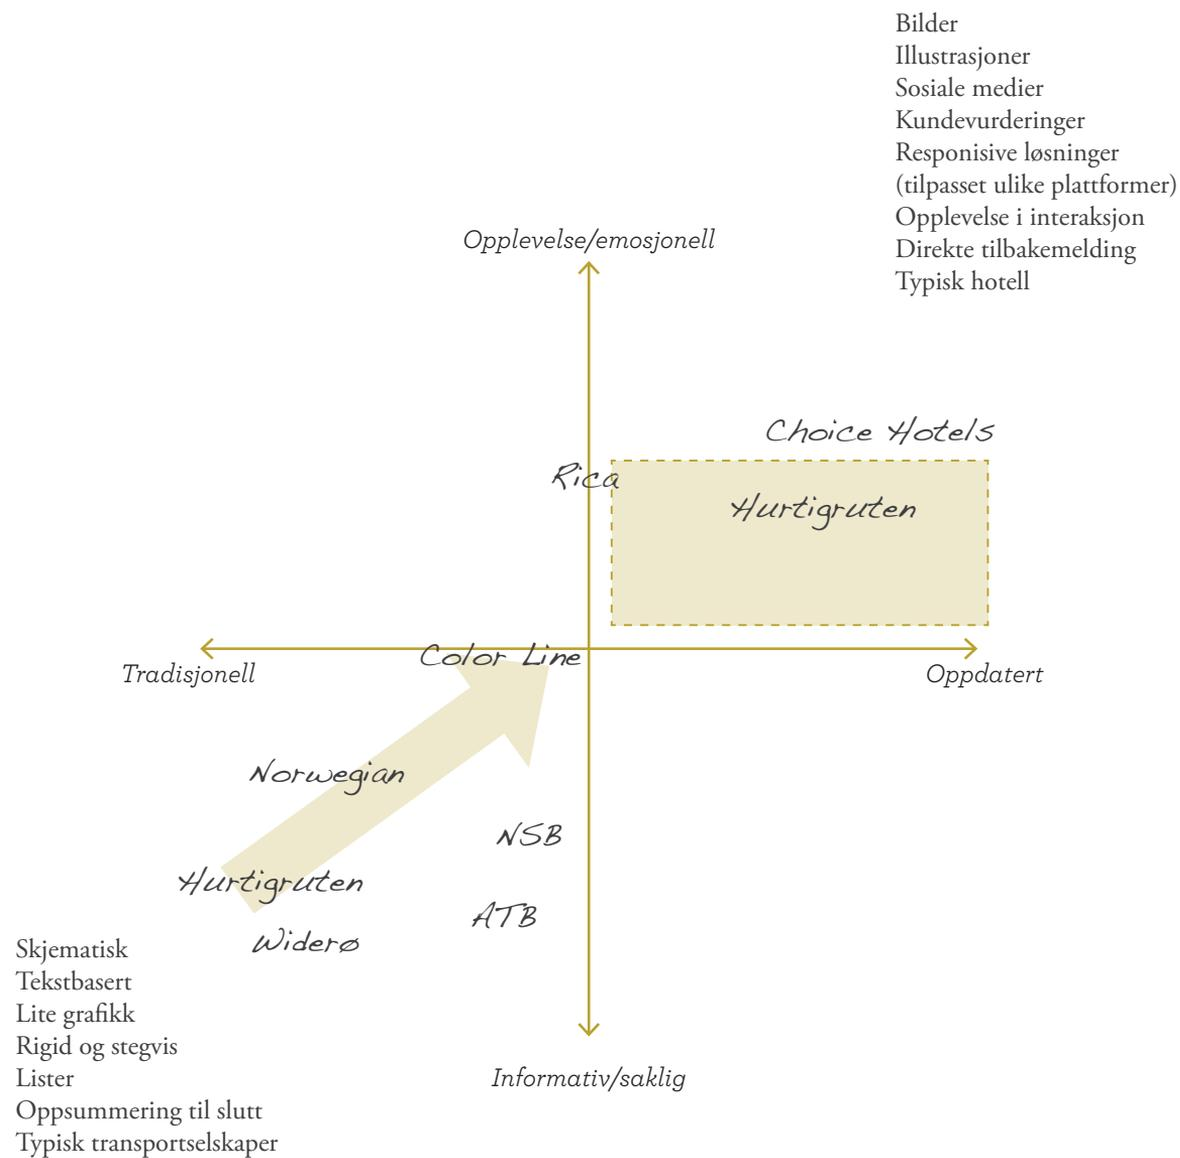 Bilder
Illustrasjoner
Sosiale medier
Kundevurderinger
Responisive løsninger
(tilpasset ulike plattformer)
Opplevelse i interaksjon
Direkte tilbakemelding
Typisk hotell
Opplevelse/emosjonell
Choice Hotels
Rica
Hurtigruten
Color Line
Tradisjonell
Oppdatert
Norwegian
NSB
Hurtigruten
ATB
Widerø
Skjematisk
Tekstbasert
Lite grafikk
Rigid og stegvis
Lister
Oppsummering til slutt
Typisk transportselskaper
Informativ/saklig